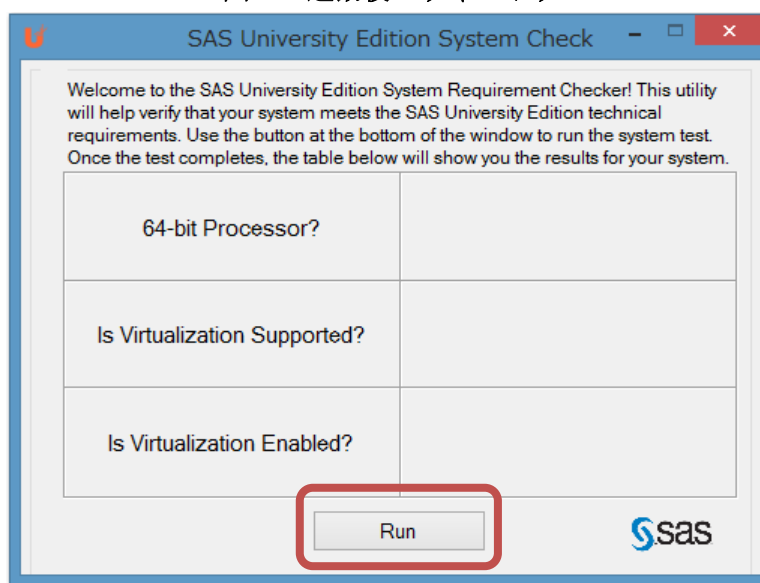 SAS University Edition System Check
Welcome to the SAS University Edition System Requirement Checker! This utility
will help verify that your system meets the SAS University Edition technical
requirements. Use the button at the bottom of the window to run the system test.
Once the test completes, the table below will show you the results for your system.
64-bit Processor?
Is Virtualization Supported?
Is Virtualization Enabled?
Run
sas